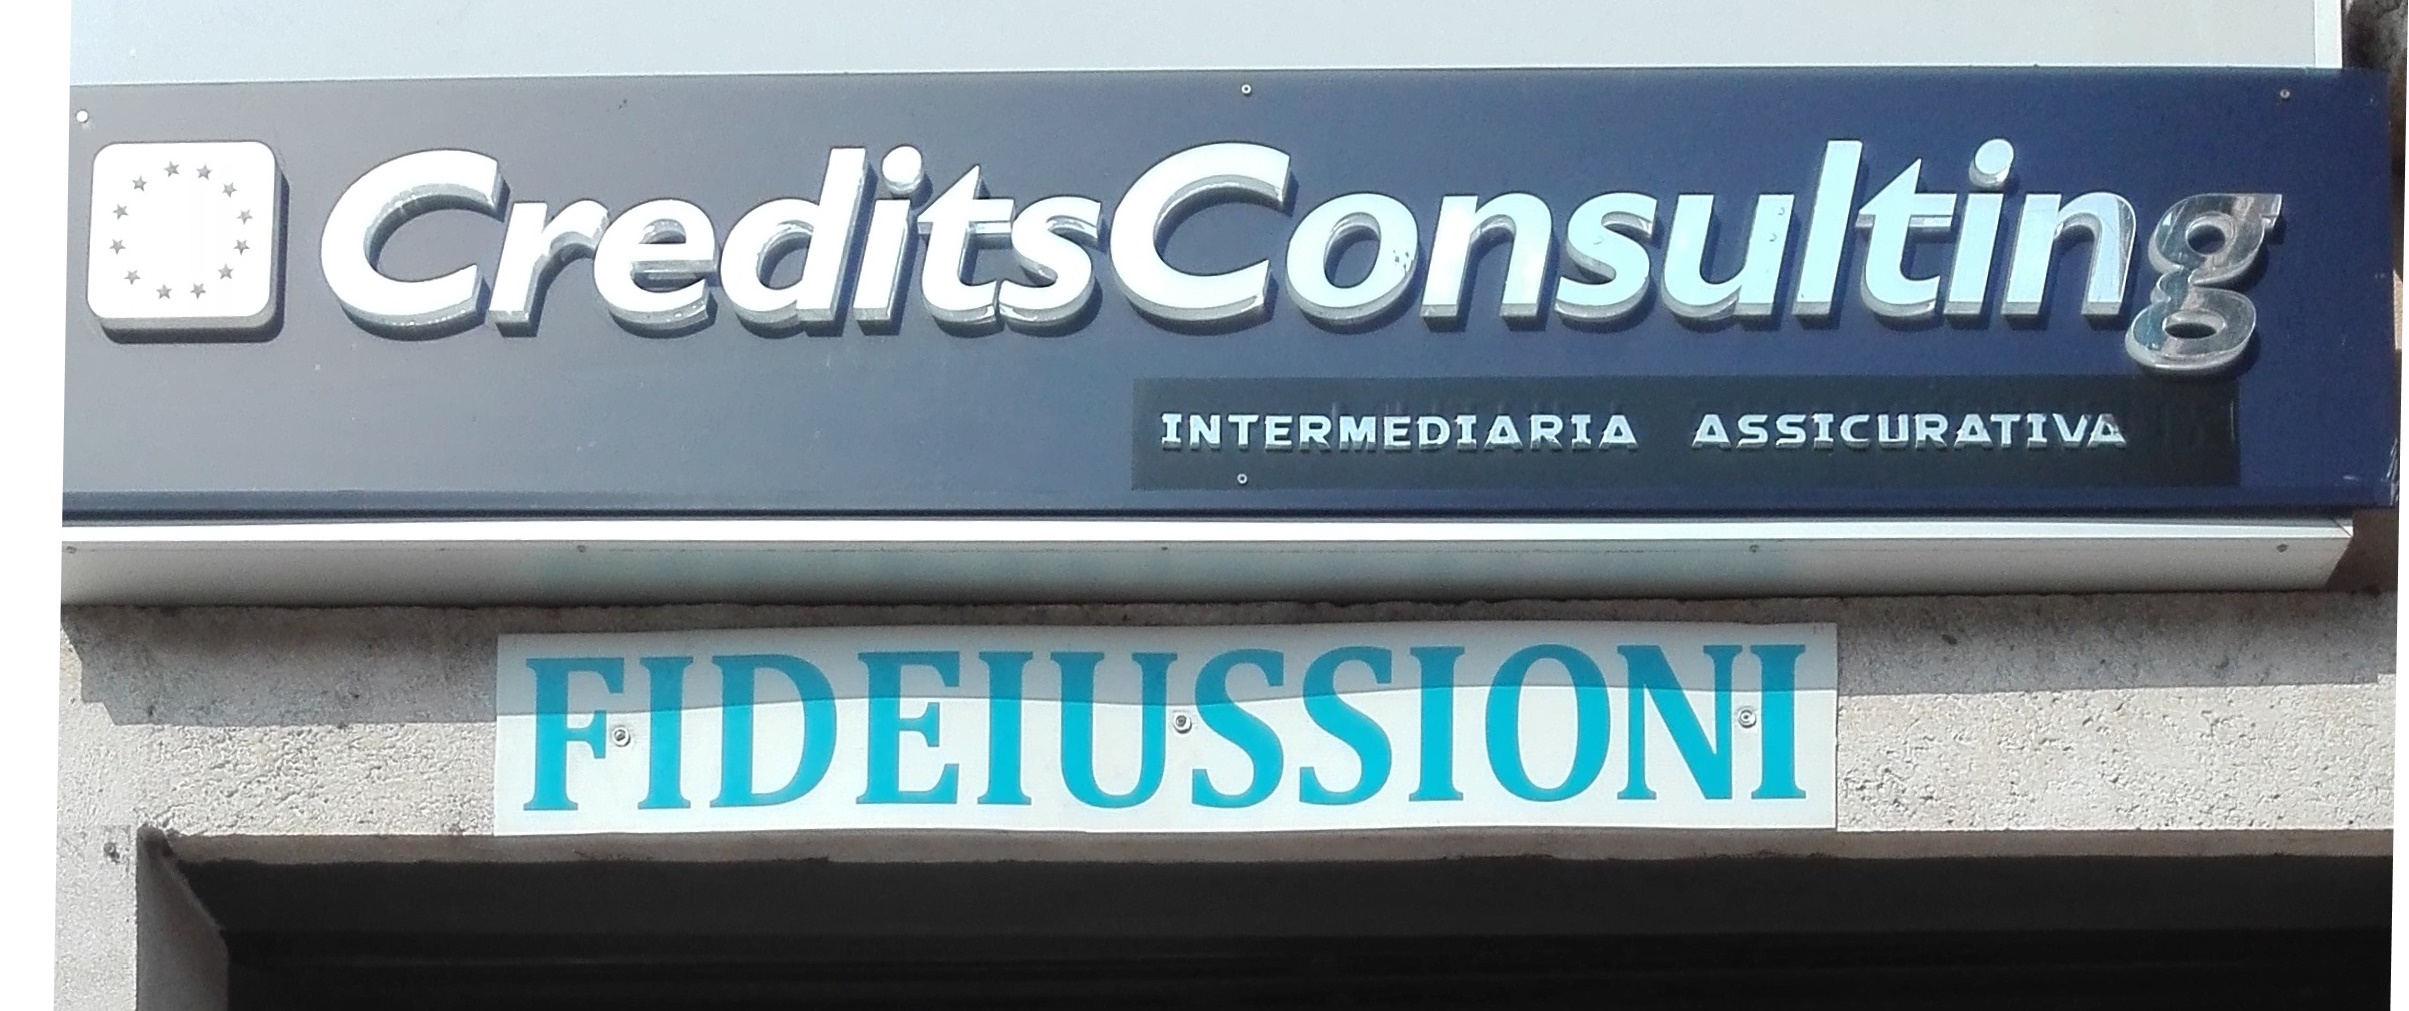 CreditsConsulting
INTERMEDIARIA ASSICURATIVA
FIDEIUSSIONI